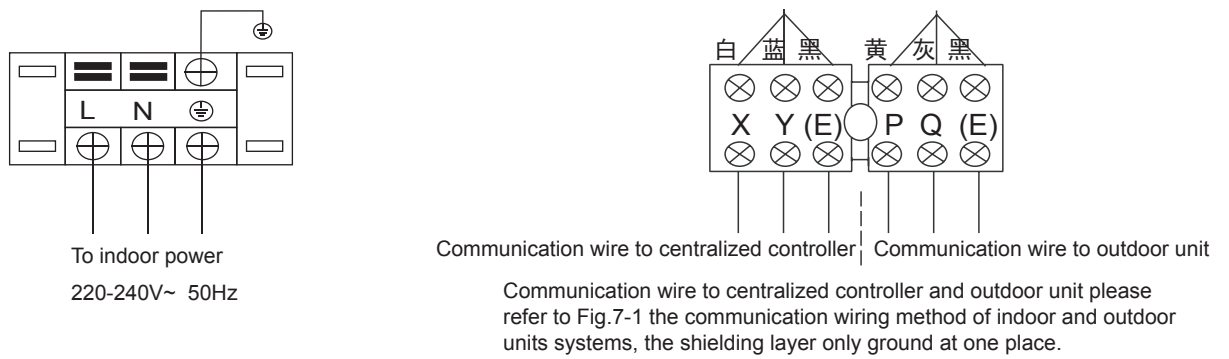 L N
To indoor power
220-240V~ 50Hz
白 蓝 黑 黄 灰 黑
X Y (E) P Q (E)
Communication wire to centralized controller Communication wire to outdoor unit
Communication wire to centralized controller and outdoor unit please
refer to Fig.7-1 the communication wiring method of indoor and outdoor
units systems, the shielding layer only ground at one place.